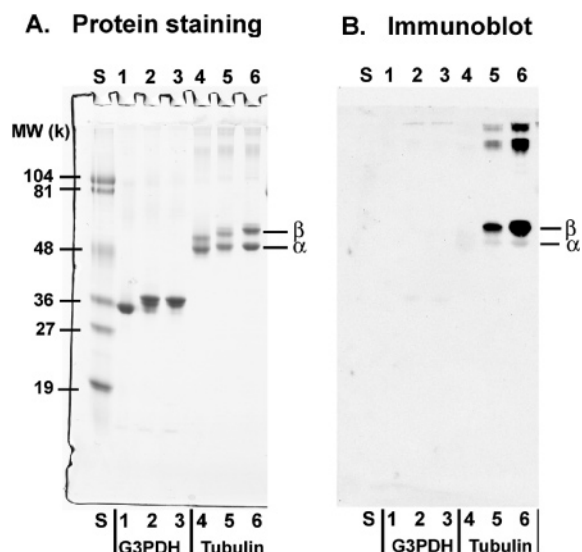 A. Protein staining
S 1 2 3 4 5 6
MW (k)
104
81
48
36
27
19
β
α
S 1 2 3 4 5 6
G3PDH Tubulin
B. Immunoblot
S 1 2 3 4 5 6
β
α
S 1 2 3 4 5 6
G3PDH Tubulin